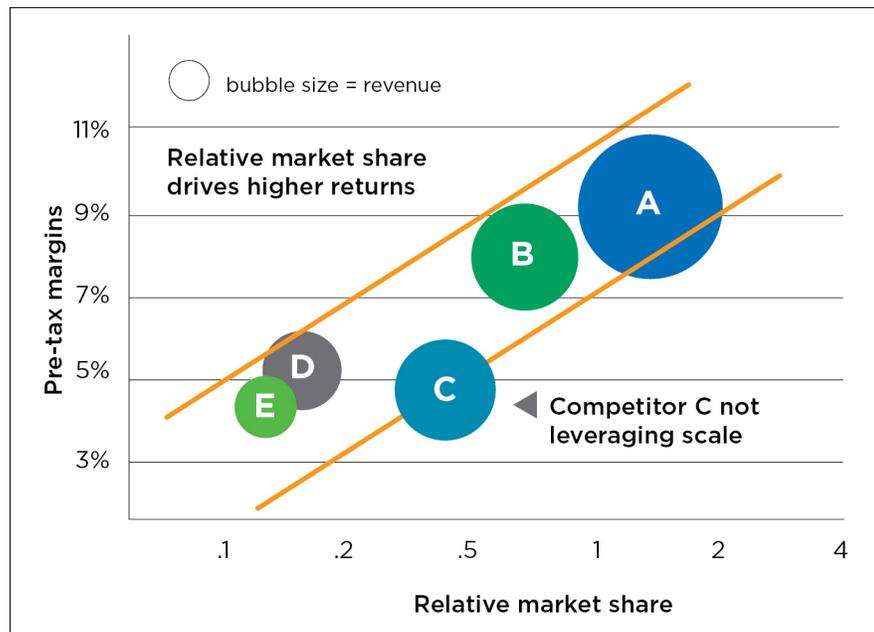 bubble size = revenue
Relative market share
drives higher returns
11%
9%
7%
5%
3%
Pre-tax margins
A
B
C
D
E
Competitor C not
leveraging scale
.1
.2
.5
1
2
4
Relative market share